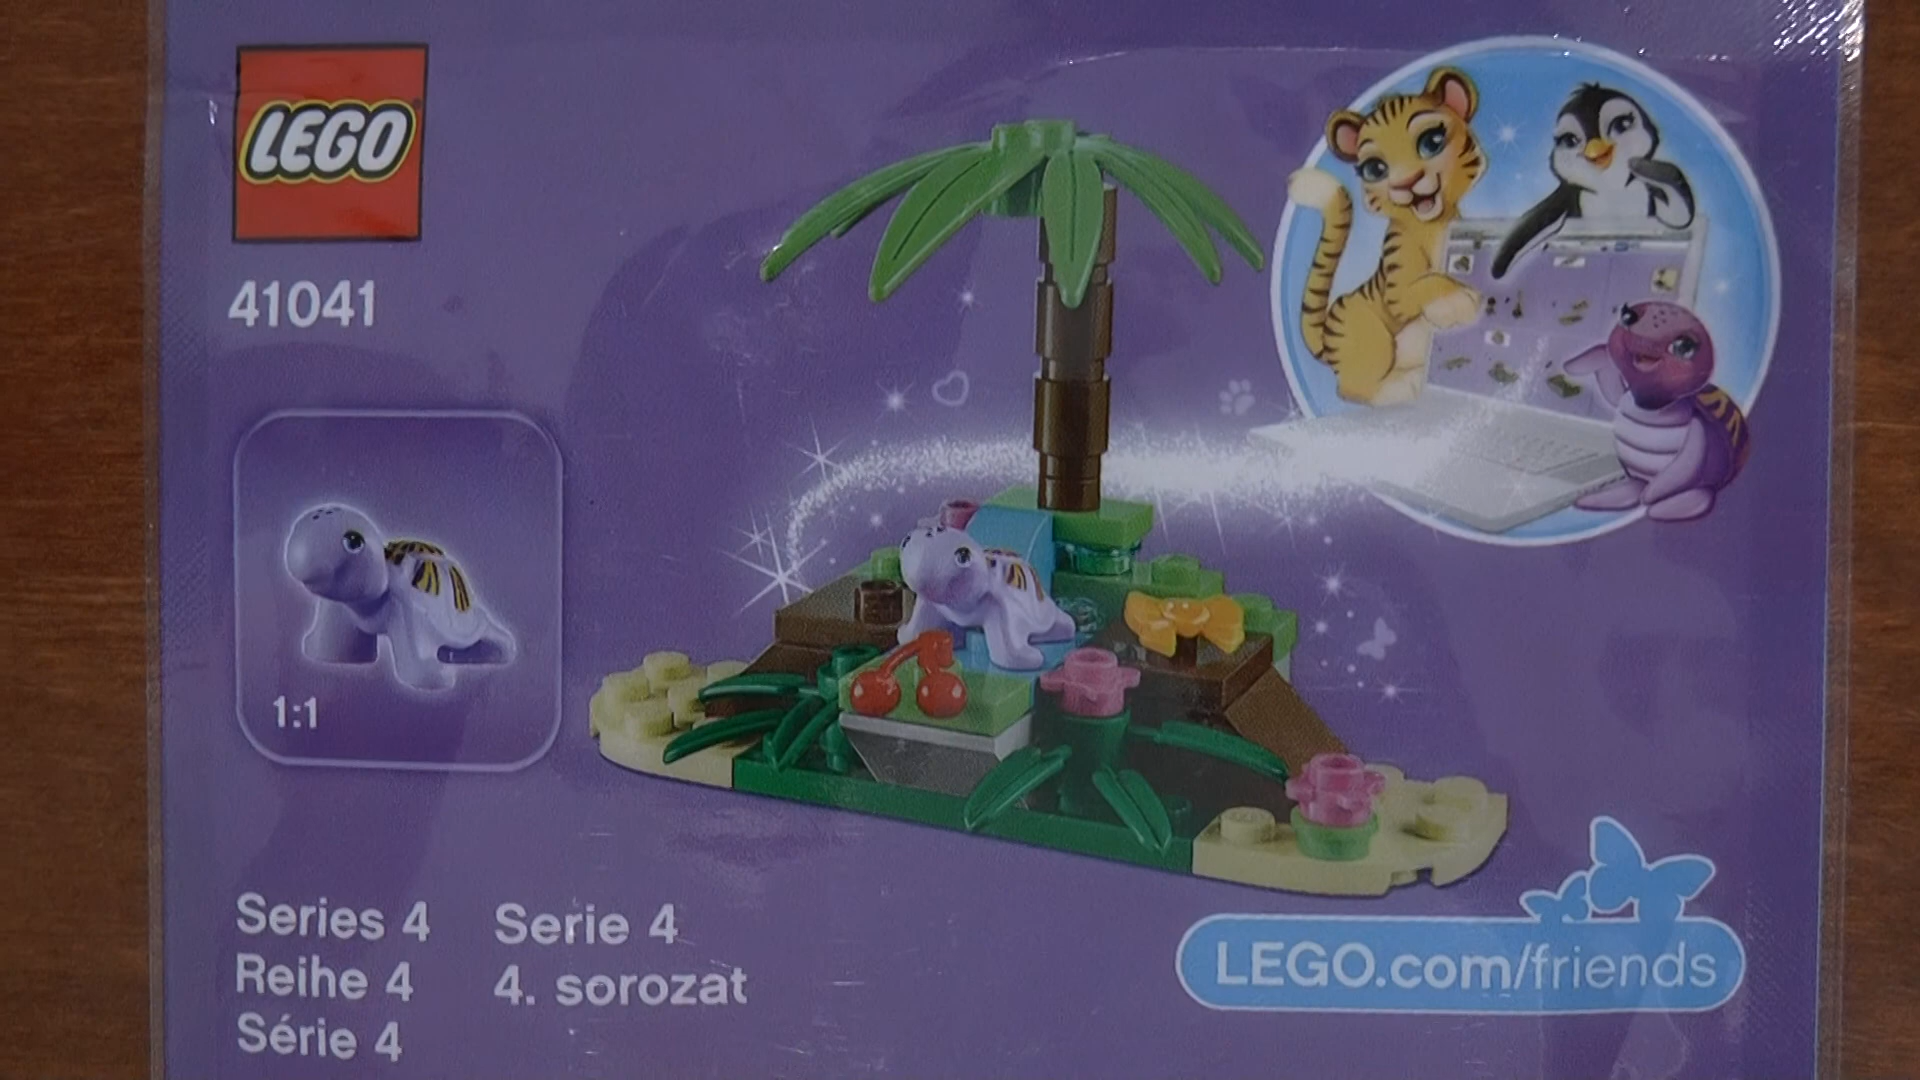 LEGO
41041
1:1
Series 4
Reihe 4
Série 4
Serie 4
4. sorozat
LEGO.com/friends